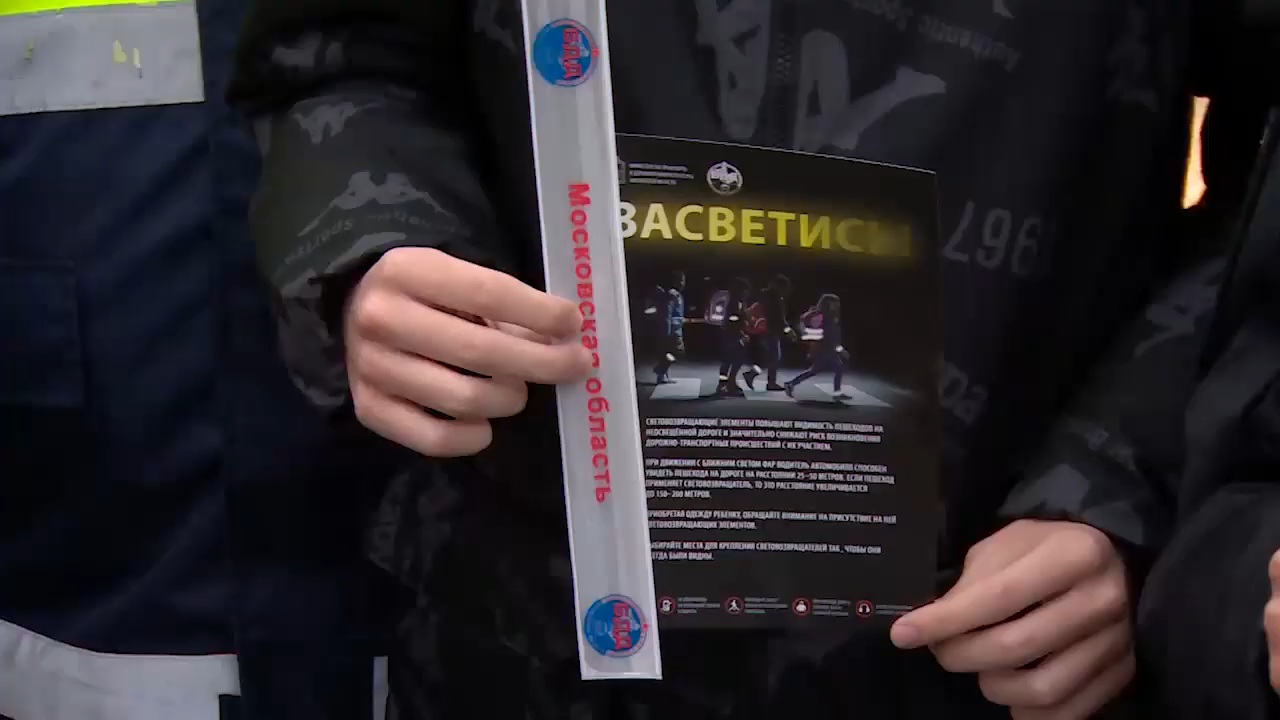 БДД
Московская область
БДД
ЗАСВЕТИСЬ
СВЕТОВОЗВРАЩАЮЩИЕ ЭЛЕМЕНТЫ ПОВЫШАЮТ ВИДИМОСТЬ ПЕШЕХОДОВ НА
НЕОСВЕЩЁННОЙ ДОРОГЕ И ЗНАЧИТЕЛЬНО СНИЖАЮТ РИСК ВОЗНИКНОВЕНИЯ
ДОРОЖНО-ТРАНСПОРТНЫХ ПРОИСШЕСТВИЙ С ИХ УЧАСТИЕМ.
ПРИ ДВИЖЕНИИ С БЛИЖНИМ СВЕТОМ ФАР ВОДИТЕЛЬ АВТОМОБИЛЯ СПОСОБЕН
УВИДЕТЬ ПЕШЕХОДА НА ДОРОГЕ НА РАССТОЯНИИ 25–50 МЕТРОВ. ЕСЛИ ПЕШЕХОД
ПРИМЕНЯЕТ СВЕТОВОЗВРАЩАТЕЛЬ, ТО ЭТО РАССТОЯНИЕ УВЕЛИЧИВАЕТСЯ
ДО 150–200 МЕТРОВ.
ПРИОБРЕТАЯ ОДЕЖДУ РЕБЕНКУ, ОБРАЩАЙТЕ ВНИМАНИЕ НА ПРИСУТСТВИЕ НА НЕЙ
СВЕТОВОЗВРАЩАЮЩИХ ЭЛЕМЕНТОВ.
ВЫБИРАЙТЕ МЕСТА ДЛЯ КРЕПЛЕНИЯ СВЕТОВОЗВРАЩАТЕЛЕЙ ТАК, ЧТОБЫ ОНИ
ВСЕГДА БЫЛИ ВИДНЫ.
Authentic